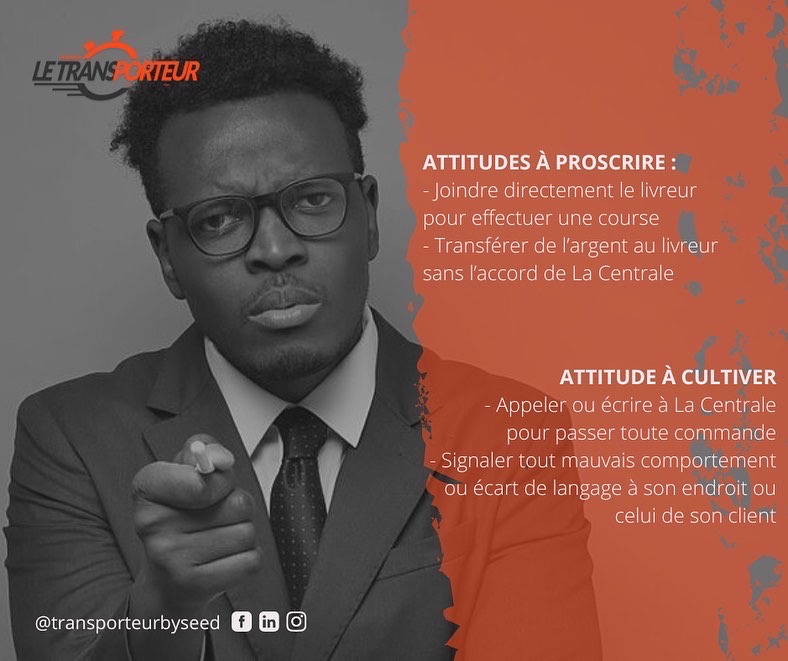 LE TRANSPORTEUR
ATTITUDES À PROSCRIRE :
- Joindre directement le livreur
pour effectuer une course
- Transférer de l’argent au livreur
sans l’accord de La Centrale
ATTITUDE À CULTIVER
- Appeler ou écrire à La Centrale
pour passer toute commande
- Signaler tout mauvais comportement
ou écart de langage à son endroit ou
celui de son client
@transporteurbyseed